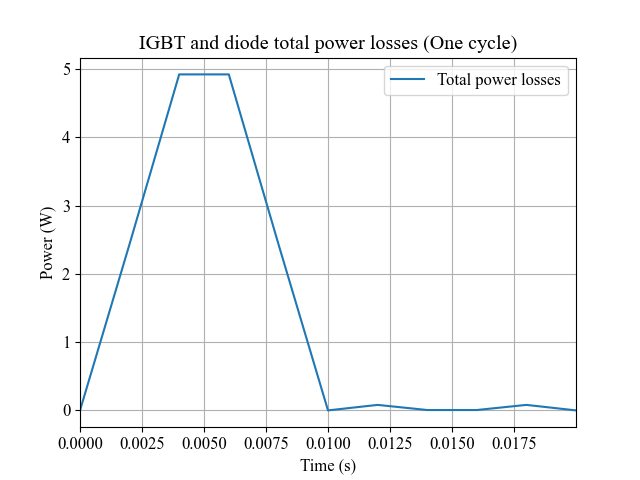 IGBT and diode total power losses (One cycle)
Total power losses
5
4
3
2
1
0
Power (W)
0.0000 0.0025 0.0050 0.0075 0.0100 0.0125 0.0150 0.0175
Time (s)